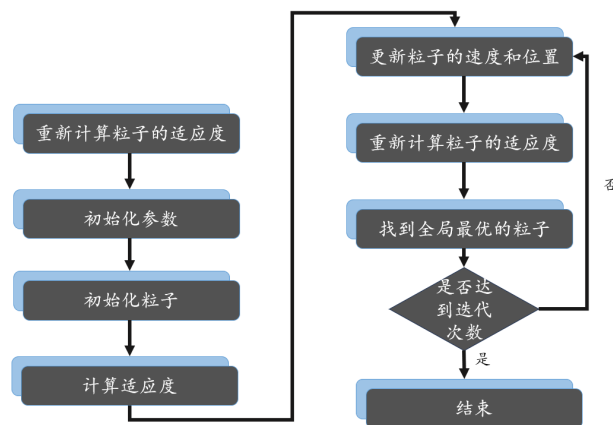 重新计算粒子的适应度
初始化参数
初始化粒子
计算适应度
更新粒子的速度和位置
重新计算粒子的适应度
找到全局最优的粒子
是否达
到迭代
次数
否
是
结束